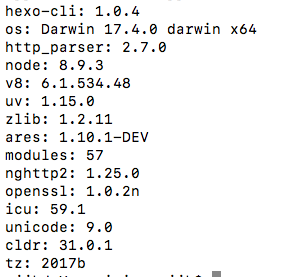 hexo-cli: 1.0.4
os: Darwin 17.4.0 darwin x64
http_parser: 2.7.0
node: 8.9.3
v8: 6.1.534.48
uv: 1.15.0
zlib: 1.2.11
ares: 1.10.1-DEV
modules: 57
nghttp2: 1.25.0
openssl: 1.0.2n
icu: 59.1
unicode: 9.0
cldr: 31.0.1
tz: 2017b